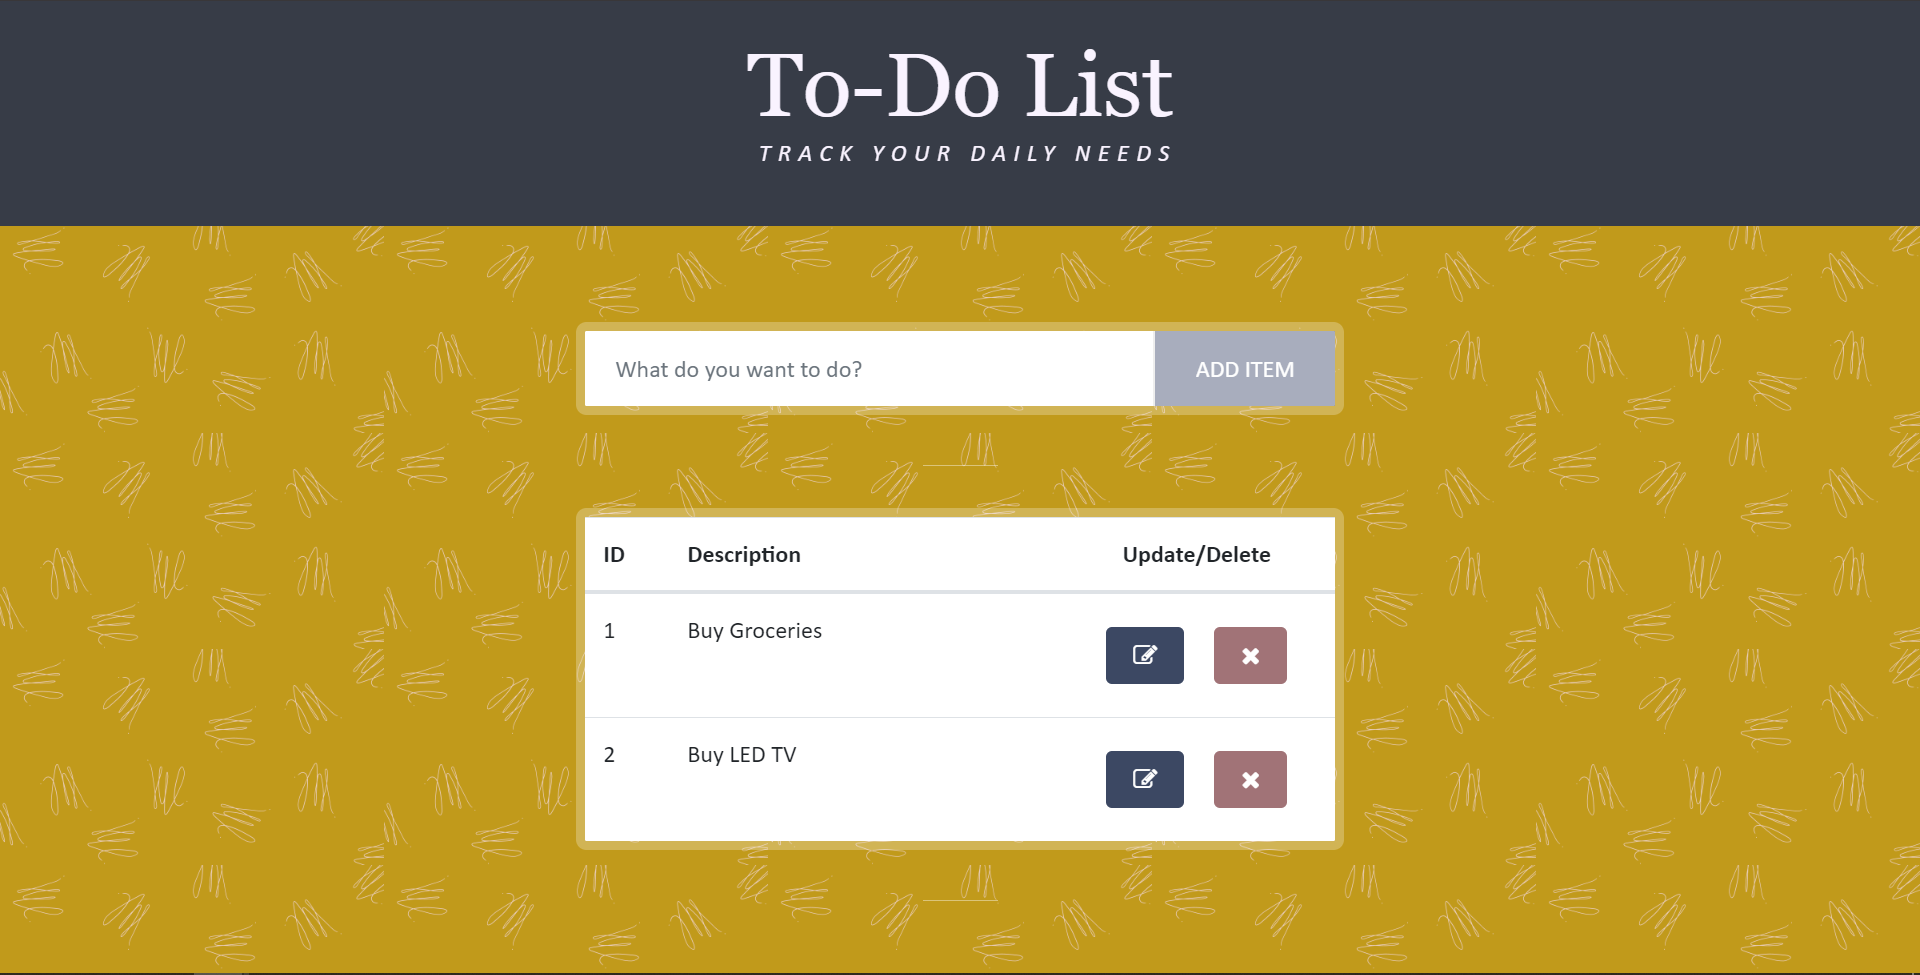 To-Do List
TRACK YOUR DAILY NEEDS
What do you want to do? ADD ITEM
ID Description Update/Delete
1 Buy Groceries
2 Buy LED TV